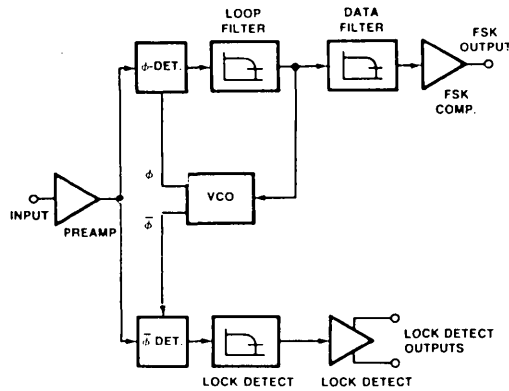 LOOP
FILTER
DATA
FILTER
FSK
OUTPUT
ϕ-DET.
FSK
COMP.
ϕ
VCO
INPUT
PREAMP
ϕ̅
ϕ̅ DET.
LOCK DETECT
OUTPUTS
LOCK DETECT
LOCK DETECT